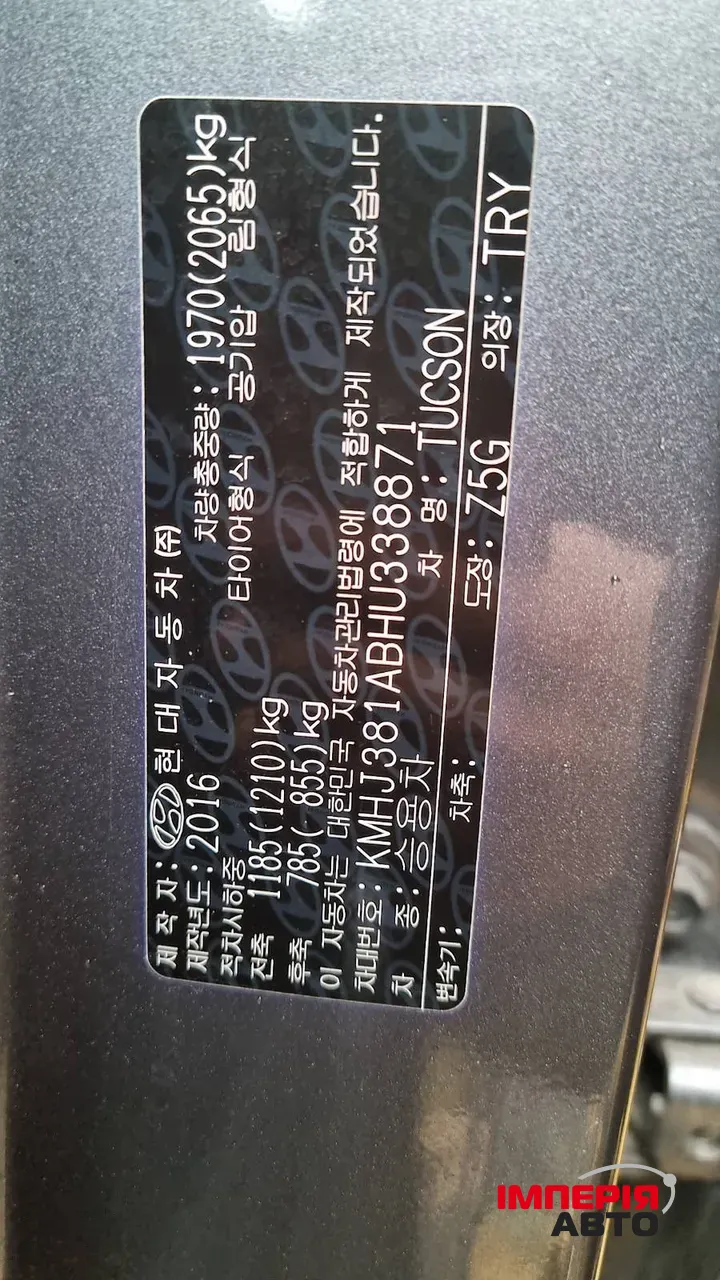 제 작 자 : 현 대 자 동 차 ㈜
제작년도 : 2016 차량총중량 : 1970(2065)kg
적차시하중 타이어형식 공기압 림형식
전축 1185(1210)kg
후축 785( 855)kg
이 자동차는 대한민국 자동차관리법령에 적합하게 제작되었습니다.
차대번호 : KMHJ381ABHU338871
차 종 : 승용차 차 명 : TUCSON
변속기 : 차축 : 도장 : Z5G 의장 : TRY
ІМПЕРІЯ
АВТО